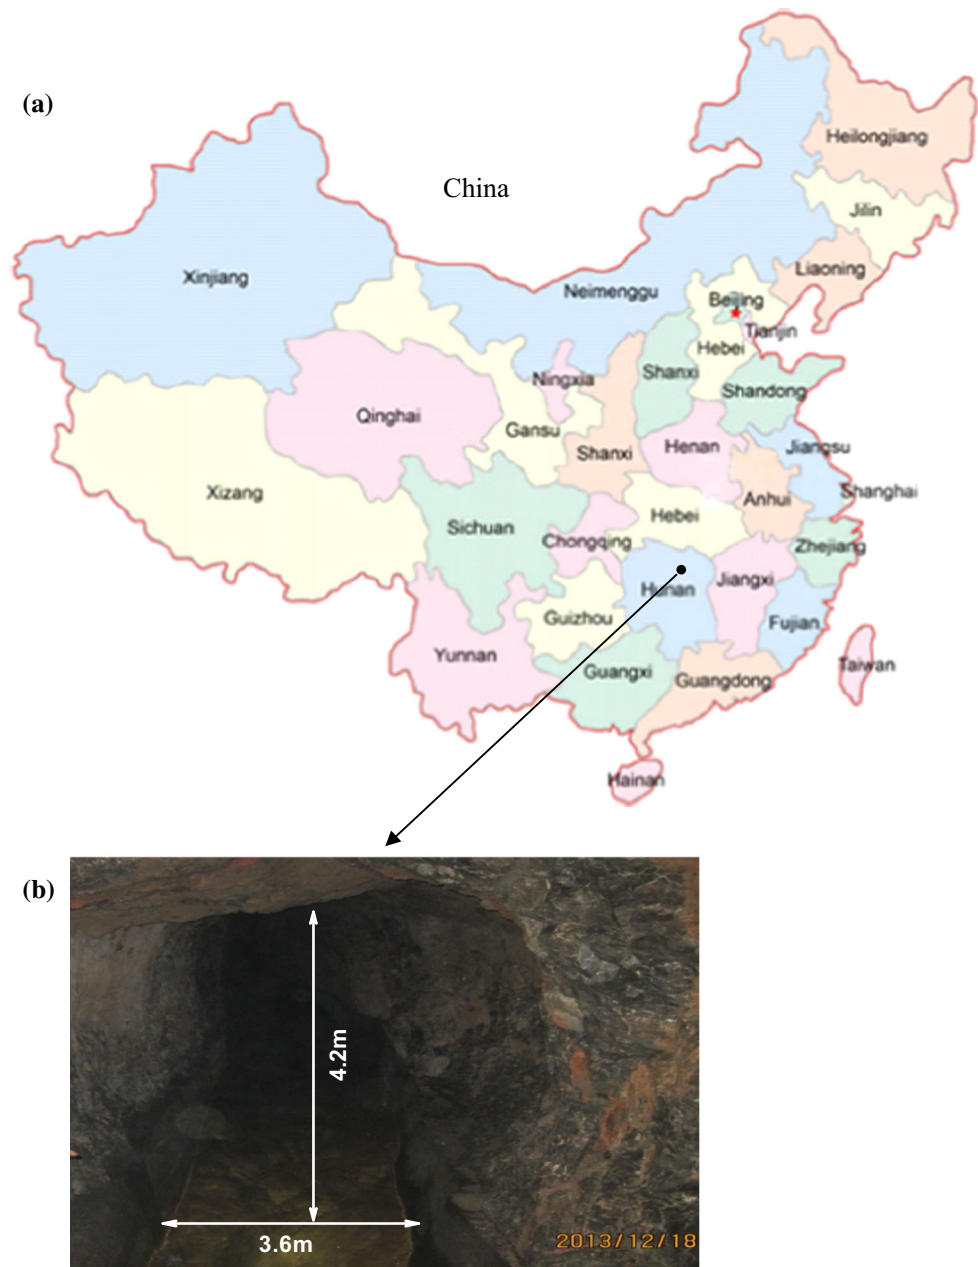 (a)
China
Heilongjiang
Jilin
Liaoning
Xinjiang
Neimenggu
Beijing
Tianjin
Hebei
Shanxi
Ningxia
Shandong
Qinghai
Gansu
Shanxi
Henan
Jiangsu
Xizang
Anhui
Shanghai
Sichuan
Hebei
Chongqing
Zhejiang
Hunan
Jiangxi
Guizhou
Fujian
Yunnan
Guangxi
Guangdong
Taiwan
Hainan
(b)
4.2m
3.6m
2013/12/18